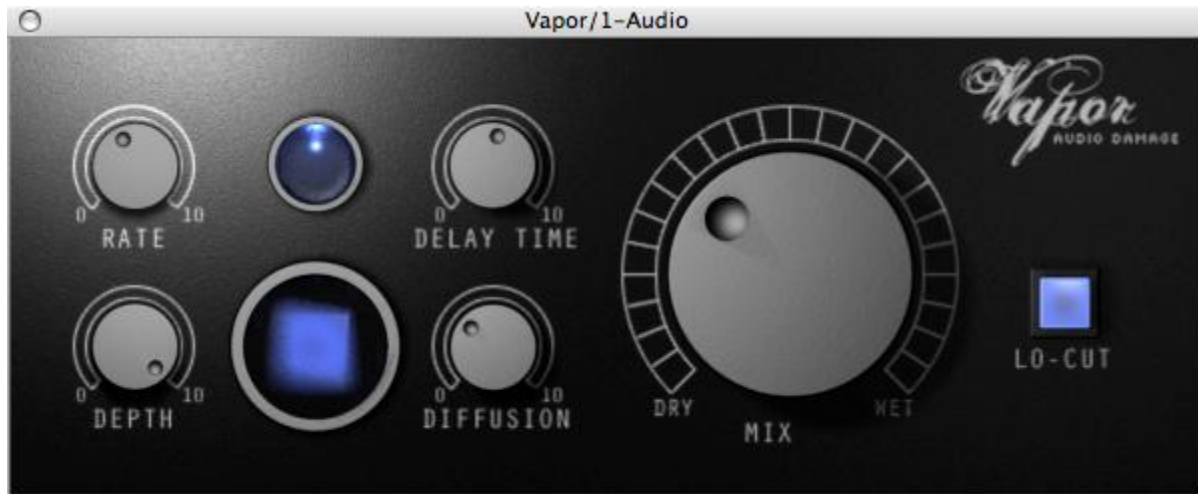 Vapor/1-Audio
Vapor
AUDIO DAMAGE
0 10
RATE
0 10
DELAY TIME
0 10
DEPTH
0 10
DIFFUSION
DRY WET
MIX
LO-CUT